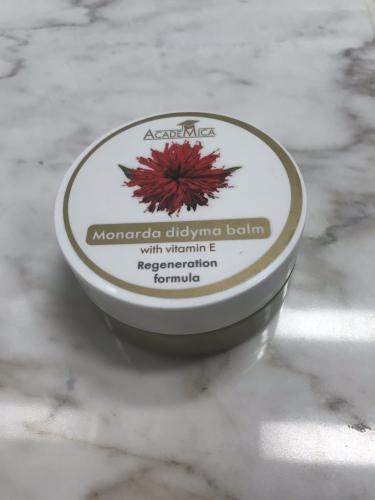 ACADEMICA
Monarda didyma balm
with vitamin E
Regeneration
formula